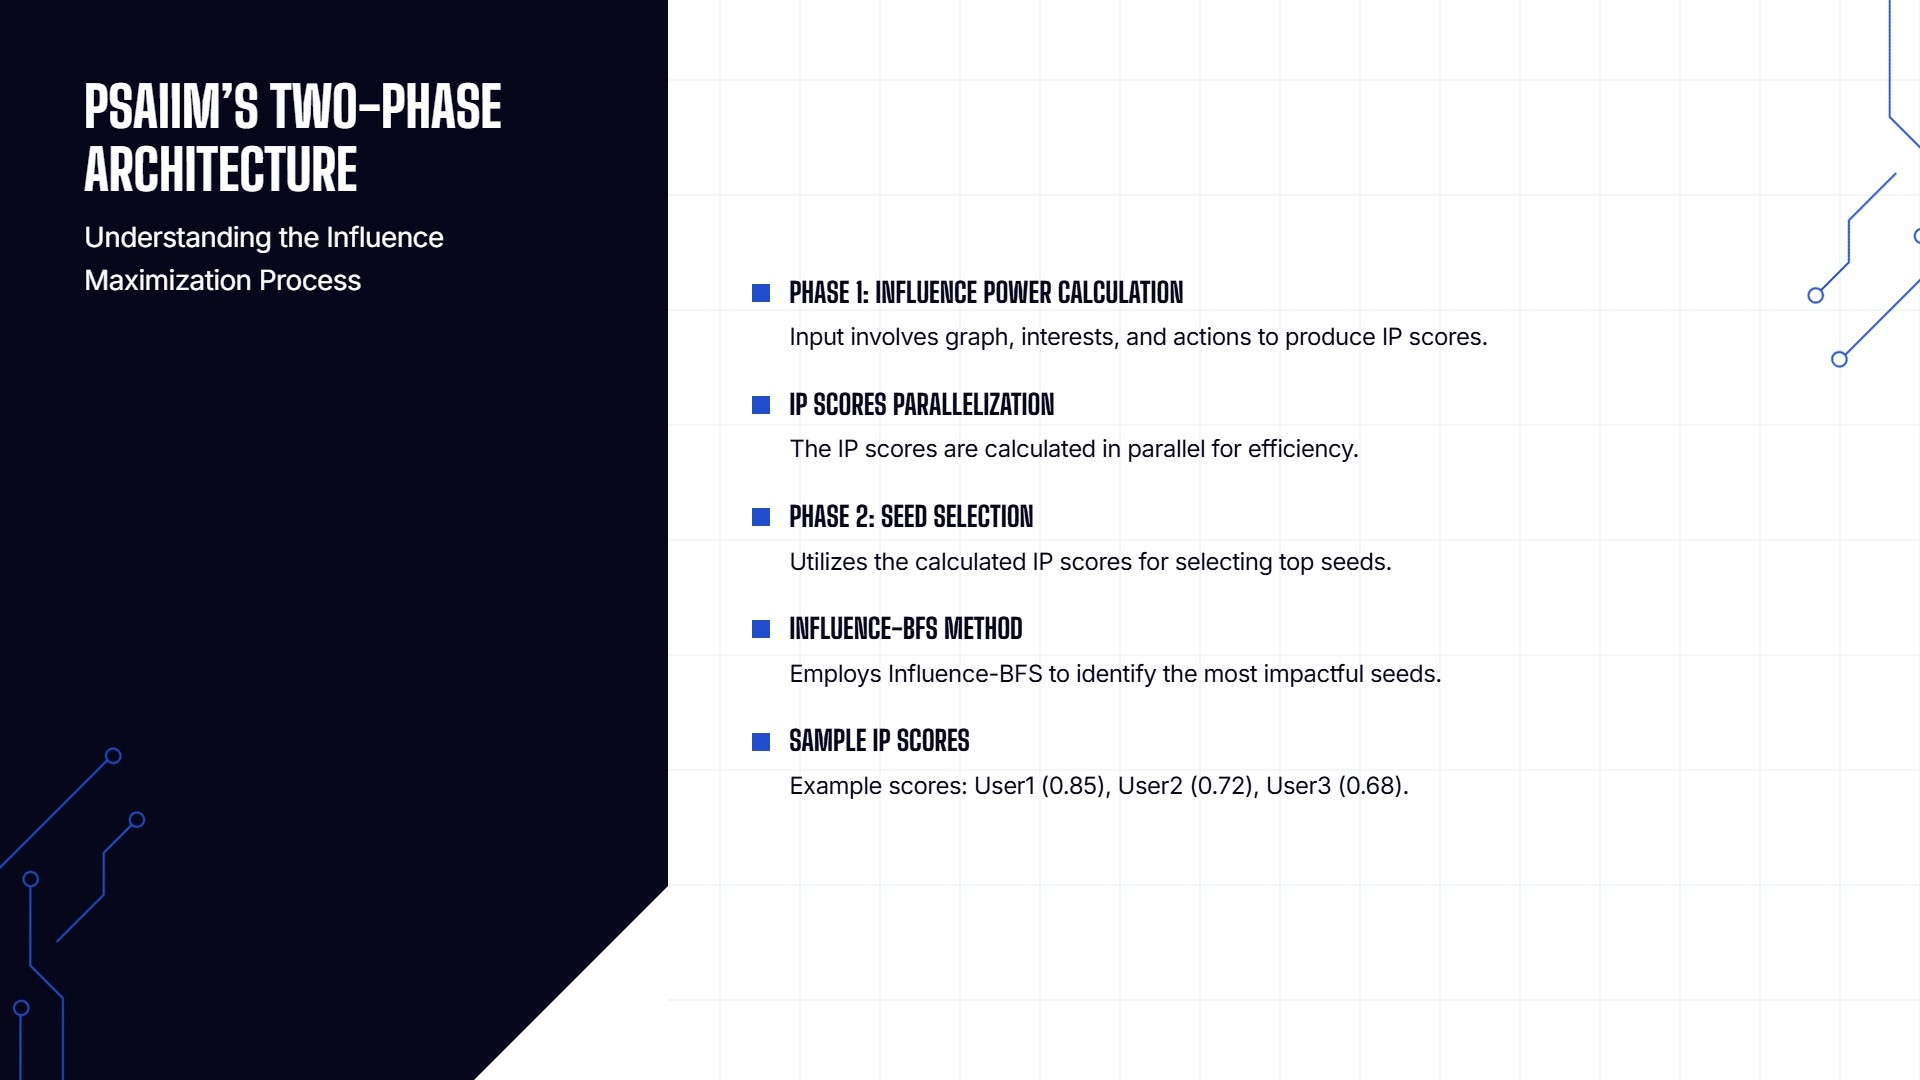 PSAIIM’S TWO-PHASE
ARCHITECTURE
Understanding the Influence
Maximization Process
PHASE 1: INFLUENCE POWER CALCULATION
Input involves graph, interests, and actions to produce IP scores.
IP SCORES PARALLELIZATION
The IP scores are calculated in parallel for efficiency.
PHASE 2: SEED SELECTION
Utilizes the calculated IP scores for selecting top seeds.
INFLUENCE-BFS METHOD
Employs Influence-BFS to identify the most impactful seeds.
SAMPLE IP SCORES
Example scores: User1 (0.85), User2 (0.72), User3 (0.68).